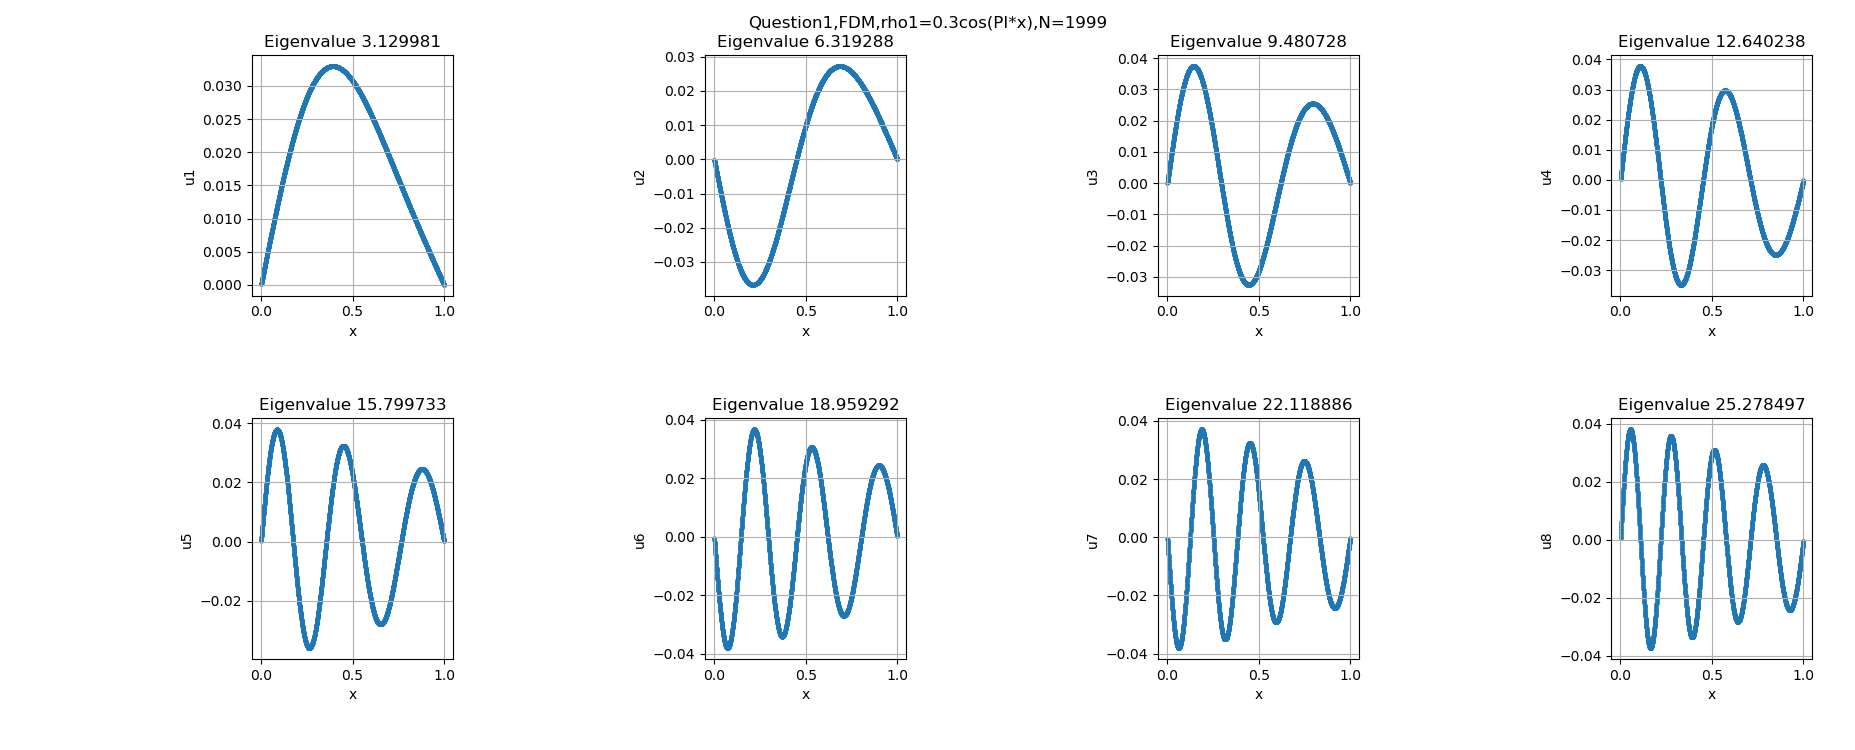 Question1,FDM,rho1=0.3cos(PI*x),N=1999
Eigenvalue 3.129981
0.030
0.025
0.020
0.015
0.010
0.005
0.000
u1
0.0 0.5 1.0
x
Eigenvalue 6.319288
0.03
0.02
0.01
0.00
−0.01
−0.02
−0.03
u2
0.0 0.5 1.0
x
Eigenvalue 9.480728
0.04
0.03
0.02
0.01
0.00
−0.01
−0.02
−0.03
u3
0.0 0.5 1.0
x
Eigenvalue 12.640238
0.04
0.03
0.02
0.01
0.00
−0.01
−0.02
−0.03
u4
0.0 0.5 1.0
x
Eigenvalue 15.799733
0.04
0.02
0.00
−0.02
u5
0.0 0.5 1.0
x
Eigenvalue 18.959292
0.04
0.02
0.00
−0.02
−0.04
u6
0.0 0.5 1.0
x
Eigenvalue 22.118886
0.04
0.02
0.00
−0.02
−0.04
u7
0.0 0.5 1.0
x
Eigenvalue 25.278497
0.04
0.02
0.00
−0.02
−0.04
u8
0.0 0.5 1.0
x